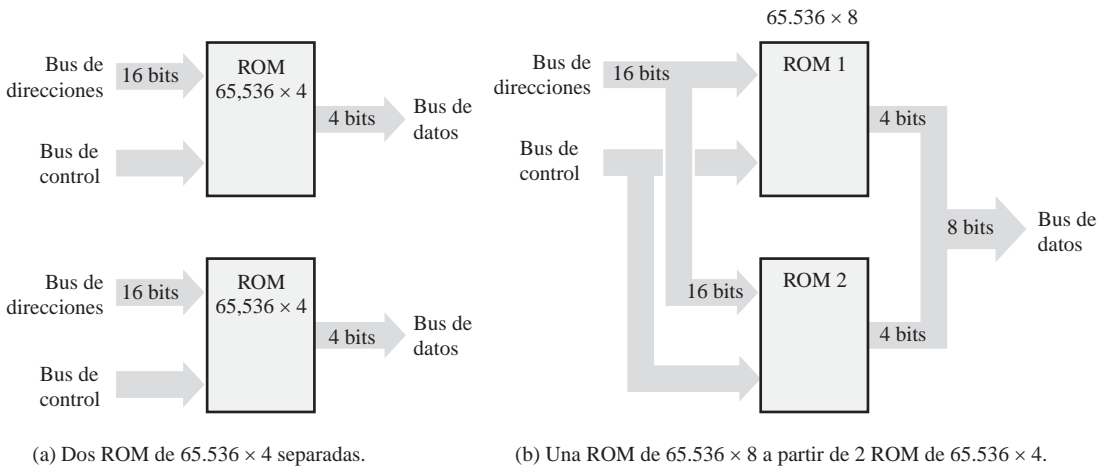 Bus de
direcciones
16 bits
ROM
65,536 × 4
4 bits
Bus de
datos
Bus de
control
Bus de
direcciones
16 bits
ROM
65,536 × 4
4 bits
Bus de
datos
Bus de
control
(a) Dos ROM de 65.536 × 4 separadas.
65.536 × 8
Bus de
direcciones
16 bits
ROM 1
4 bits
Bus de
control
8 bits
Bus de
datos
16 bits
ROM 2
4 bits
(b) Una ROM de 65.536 × 8 a partir de 2 ROM de 65.536 × 4.